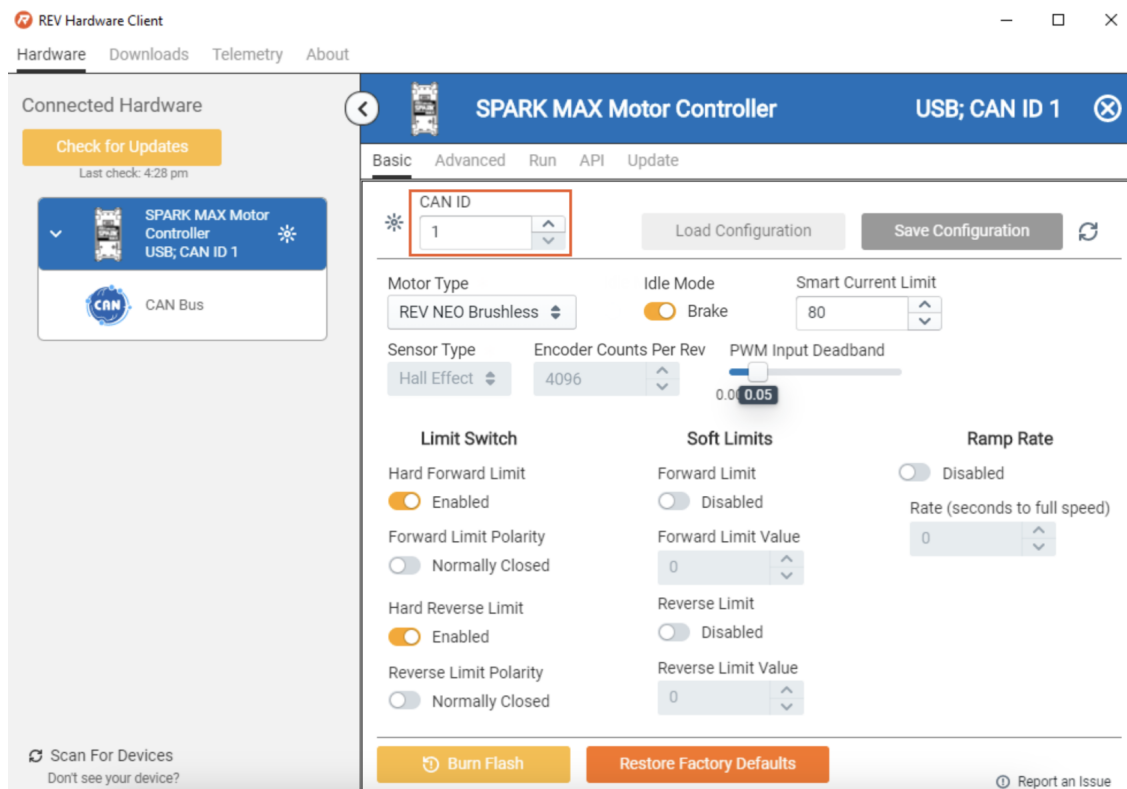 REV Hardware Client
Hardware Downloads Telemetry About
Connected Hardware
Check for Updates
Last check: 4:28 pm
SPARK MAX Motor
Controller
USB; CAN ID 1
CAN
CAN Bus
Scan For Devices
Don't see your device?
SPARK MAX Motor Controller USB; CAN ID 1
Basic Advanced Run API Update
CAN ID
1
Load Configuration Save Configuration
Motor Type Idle Mode Smart Current Limit
REV NEO Brushless Brake 80
Sensor Type Encoder Counts Per Rev PWM Input Deadband
Hall Effect 4096
0.05
Limit Switch Soft Limits Ramp Rate
Hard Forward Limit Forward Limit Disabled
Enabled Disabled Rate (seconds to full speed)
Forward Limit Polarity Forward Limit Value 0
Normally Closed 0
Hard Reverse Limit Reverse Limit
Enabled Disabled
Reverse Limit Polarity Reverse Limit Value
Normally Closed 0
Burn Flash Restore Factory Defaults
Report an Issue